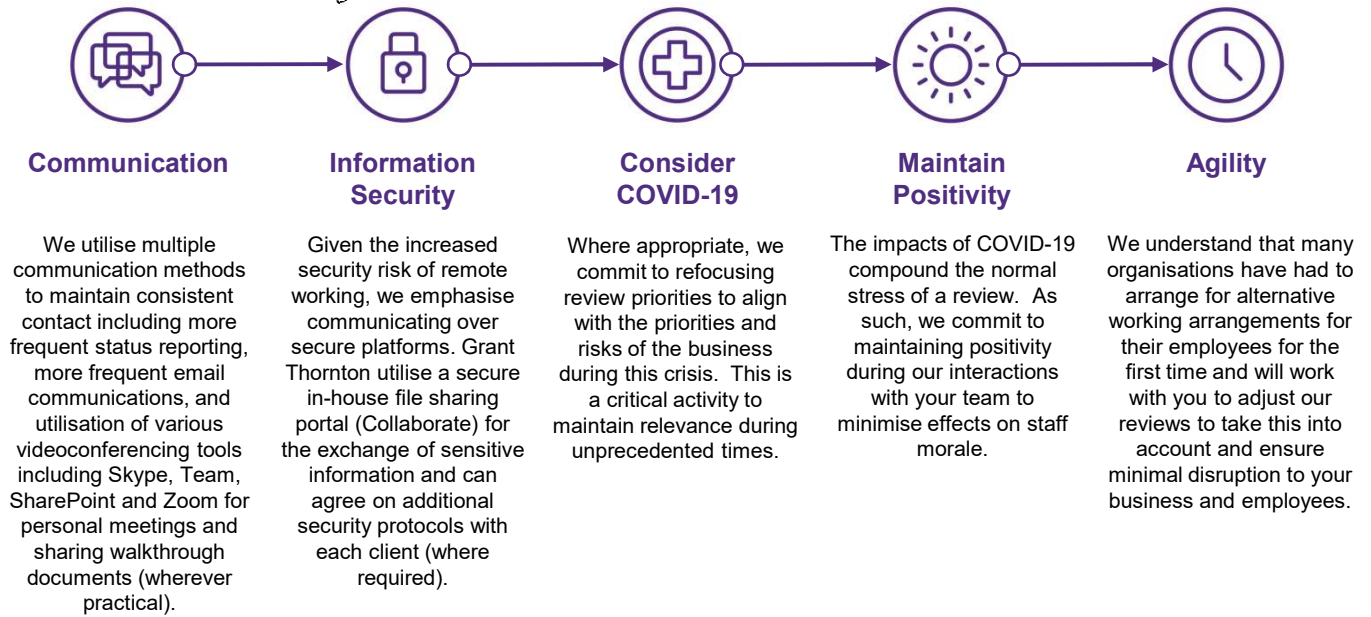 Communication
We utilise multiple
communication methods
to maintain consistent
contact including more
frequent status reporting,
more frequent email
communications, and
utilisation of various
videoconferencing tools
including Skype, Team,
SharePoint and Zoom for
personal meetings and
sharing walkthrough
documents (wherever
practical).
Information
Security
Given the increased
security risk of remote
working, we emphasise
communicating over
secure platforms. Grant
Thornton utilise a secure
in-house file sharing
portal (Collaborate) for
the exchange of sensitive
information and can
agree on additional
security protocols with
each client (where
required).
Consider
COVID-19
Where appropriate, we
commit to refocusing
review priorities to align
with the priorities and
risks of the business
during this crisis.  This is
a critical activity to
maintain relevance during
unprecedented times.
Maintain
Positivity
The impacts of COVID-19
compound the normal
stress of a review.  As
such, we commit to
maintaining positivity
during our interactions
with your team to
minimise effects on staff
morale.
Agility
We understand that many
organisations have had to
arrange for alternative
working arrangements for
their employees for the
first time and will work
with you to adjust our
reviews to take this into
account and ensure
minimal disruption to your
business and employees.